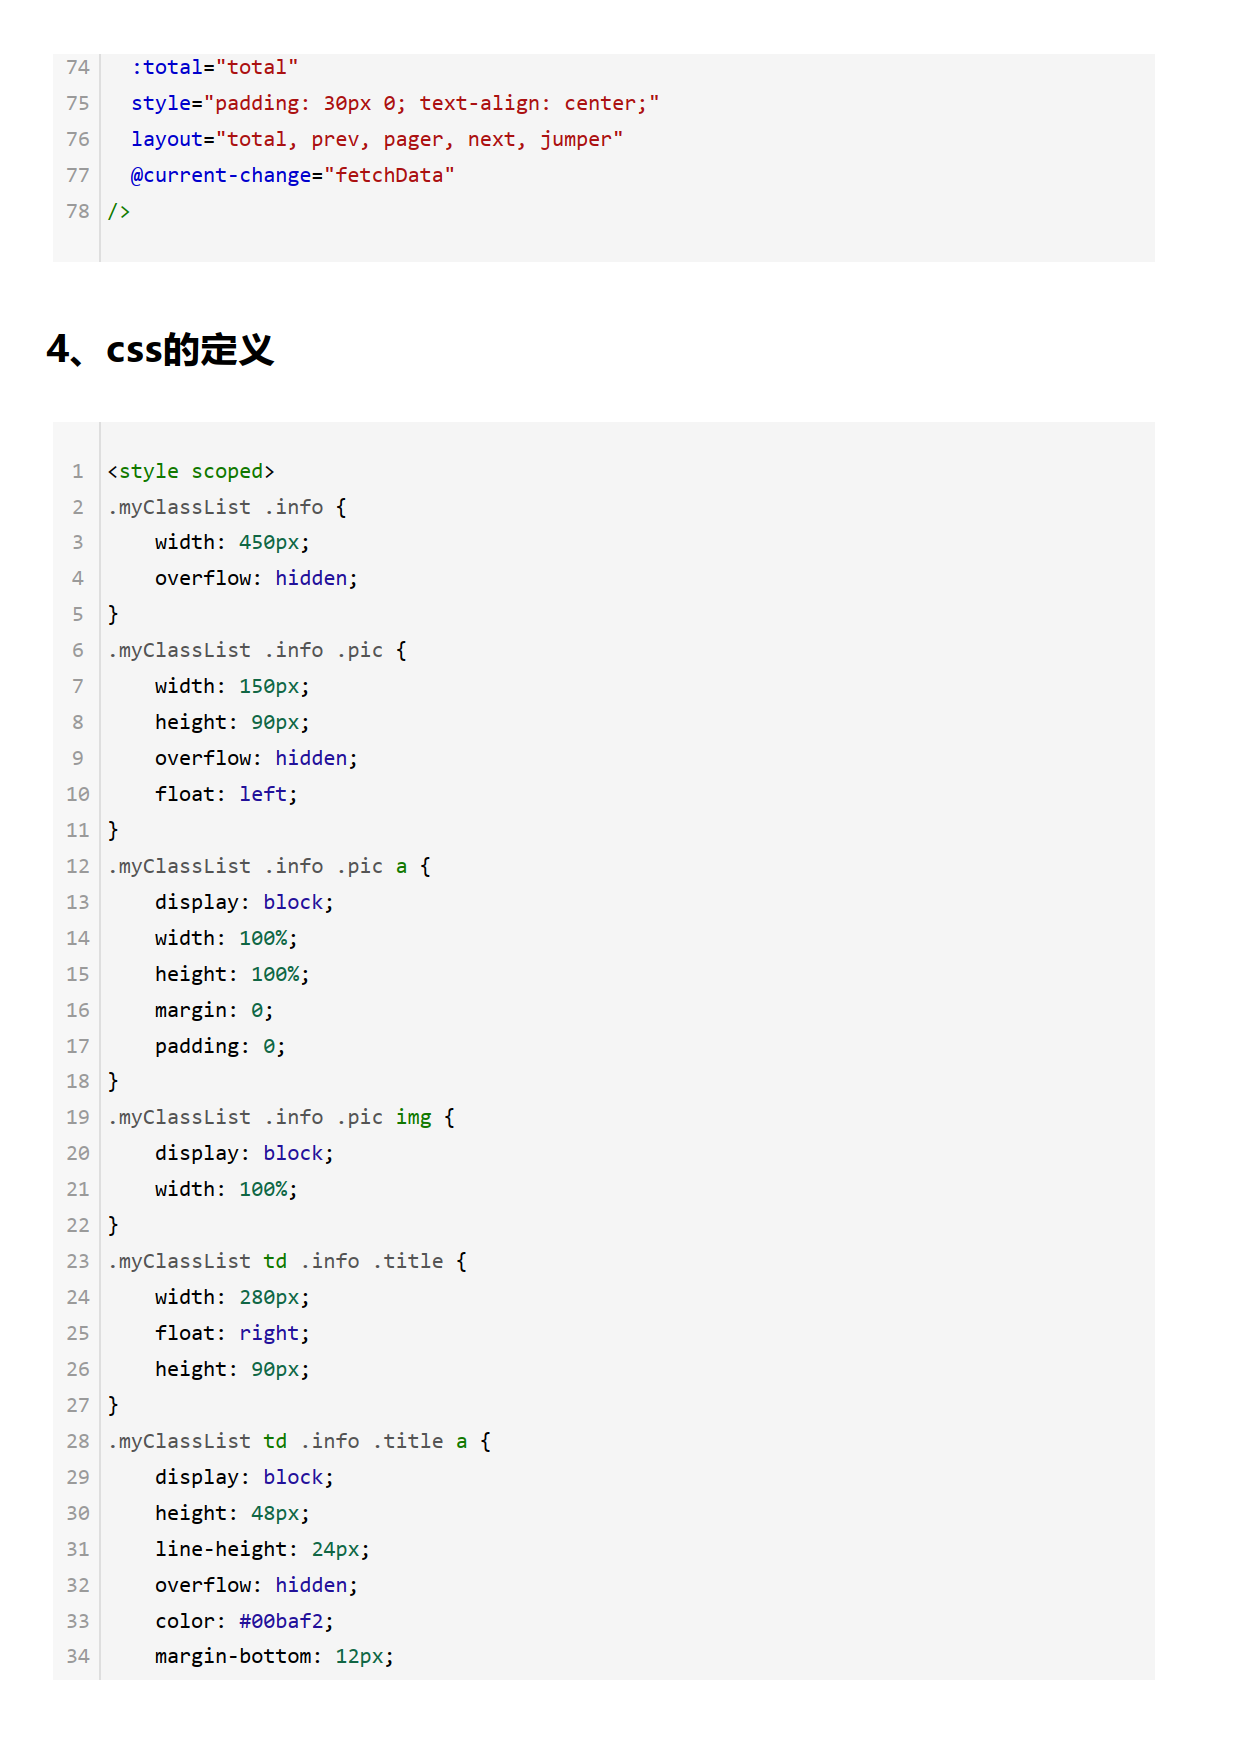 74   :total="total"
75   style="padding: 30px 0; text-align: center;"
76   layout="total, prev, pager, next, jumper"
77   @current-change="fetchData"
78 />
4、css的定义
1 <style scoped>
2 .myClassList .info {
3     width: 450px;
4     overflow: hidden;
5 }
6 .myClassList .info .pic {
7     width: 150px;
8     height: 90px;
9     overflow: hidden;
10     float: left;
11 }
12 .myClassList .info .pic a {
13     display: block;
14     width: 100%;
15     height: 100%;
16     margin: 0;
17     padding: 0;
18 }
19 .myClassList .info .pic img {
20     display: block;
21     width: 100%;
22 }
23 .myClassList td .info .title {
24     width: 280px;
25     float: right;
26     height: 90px;
27 }
28 .myClassList td .info .title a {
29     display: block;
30     height: 48px;
31     line-height: 24px;
32     overflow: hidden;
33     color: #00baf2;
34     margin-bottom: 12px;